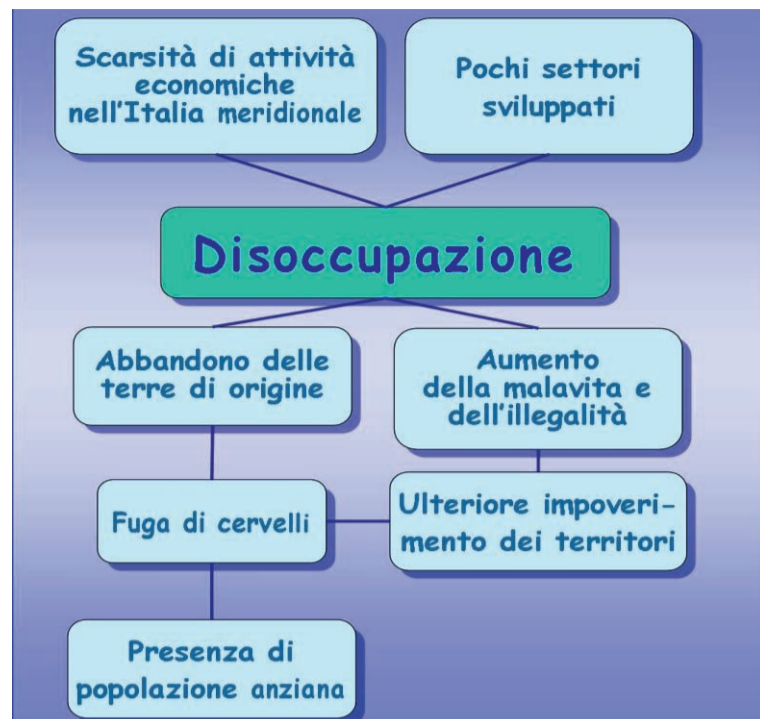 Scarsità di attività
economiche
nell'Italia meridionale
Pochi settori
sviluppati
Disoccupazione
Abbandono delle
terre di origine
Aumento
della malavita e
dell'illegalità
Fuga di cervelli
Ulteriore impoveri-
mento dei territori
Presenza di
popolazione anziana